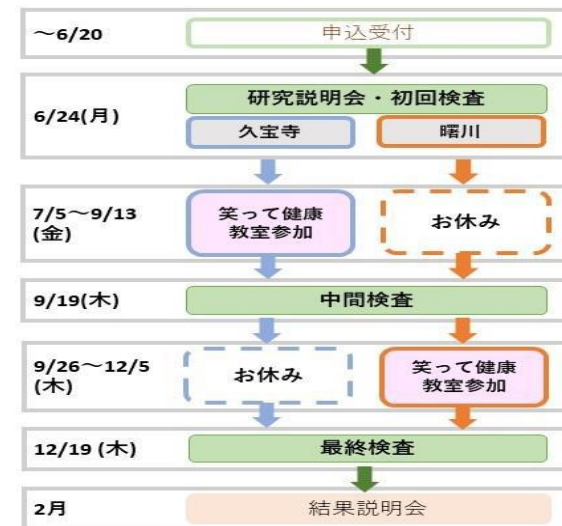 ～6/20
申込受付
6/24(月)
研究説明会・初回検査
久宝寺
曙川
7/5～9/13
(金)
笑って健康
教室参加
お休み
9/19(木)
中間検査
9/26～12/5
(木)
お休み
笑って健康
教室参加
12/19 (木)
最終検査
2月
結果説明会